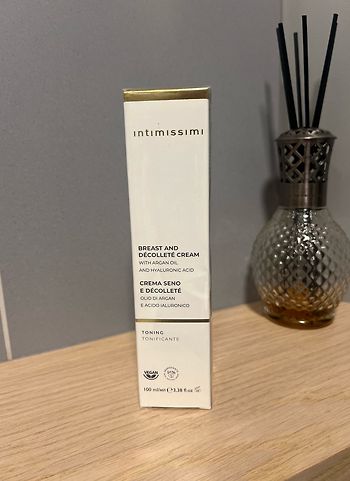 intimissimi
BREAST AND
DÉCOLLETÉ CREAM
WITH ARGAN OIL
AND HYALURONIC ACID
CREMA SENO
E DÉCOLLETÉ
OLIO DI ARGAN
E ACIDO IALURONICO
TONING
TONIFICANTE
VEGAN
100 ml/mL ℮ 3.38 fl oz